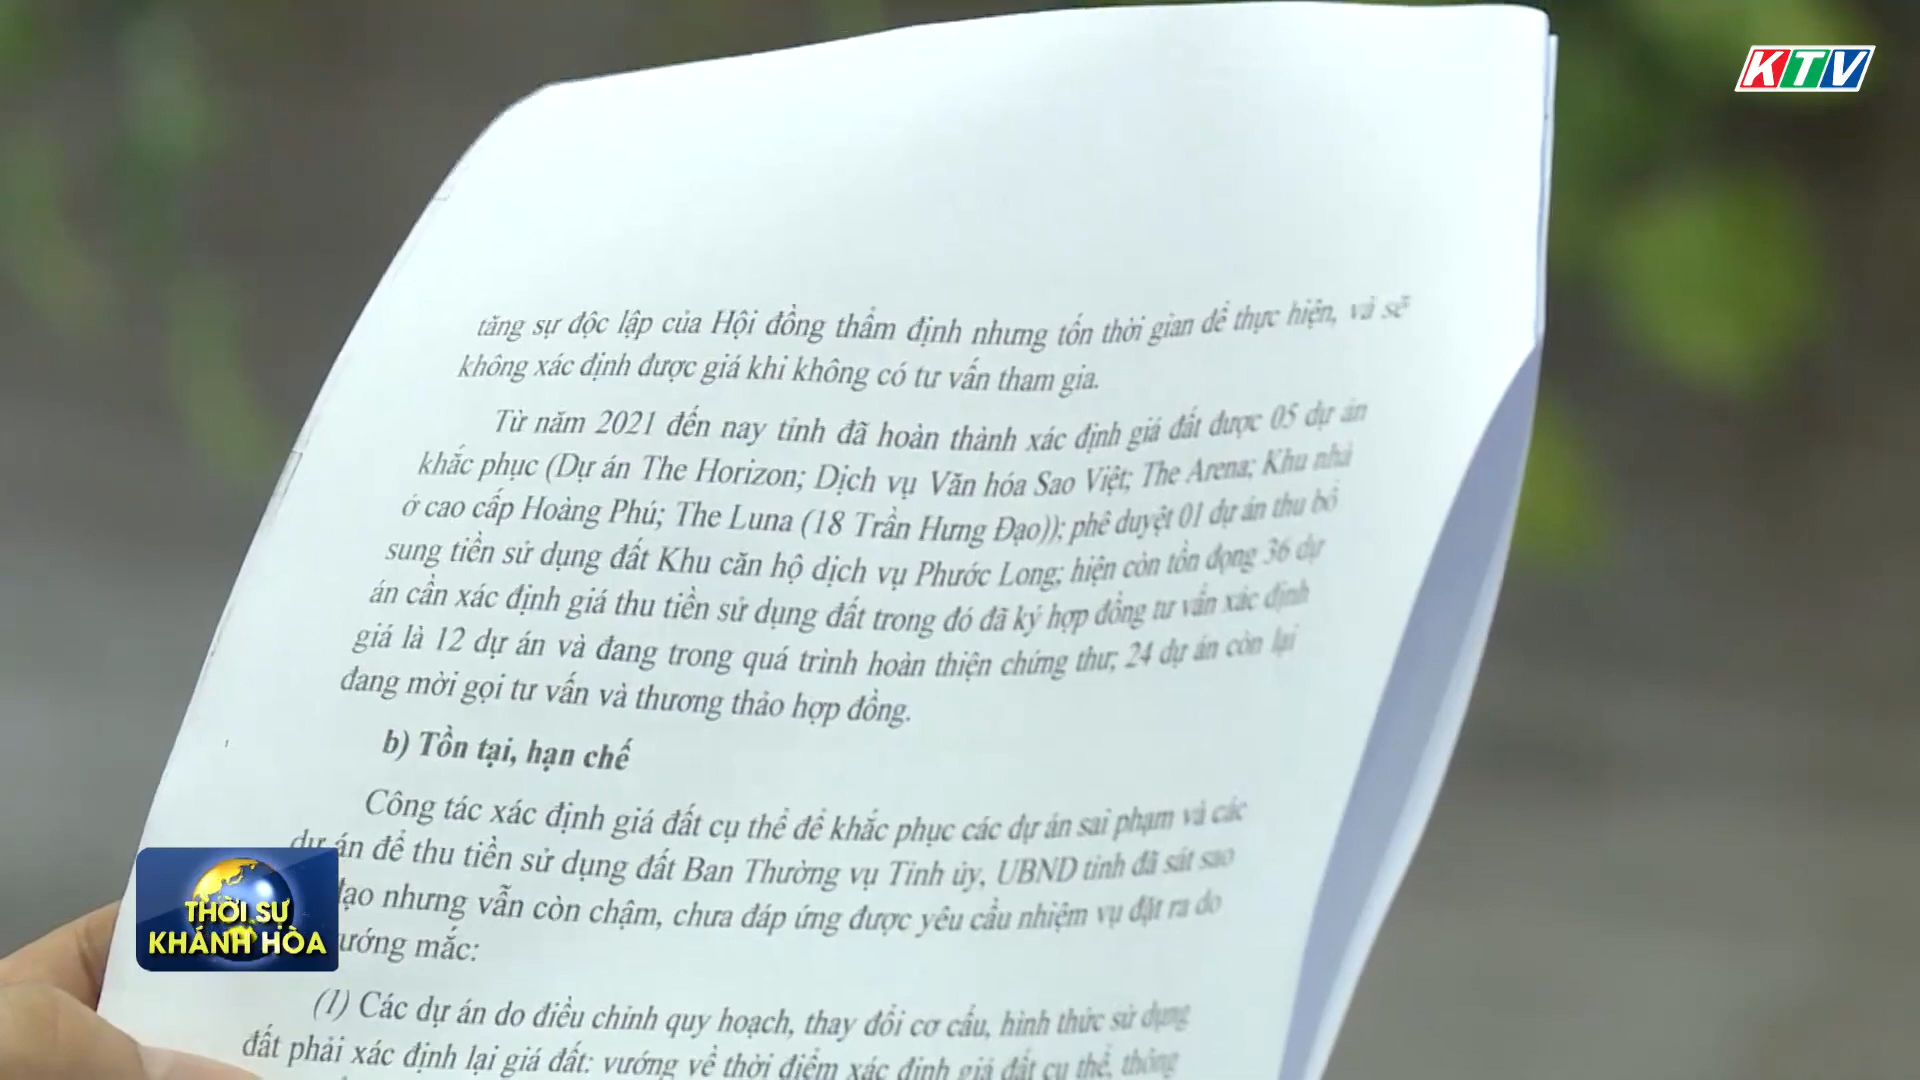 KTV
tăng sự độc lập của Hội đồng thẩm định nhưng tốn thời gian để thực hiện, và sẽ
không xác định được giá khi không có tư vấn tham gia.
Từ năm 2021 đến nay tỉnh đã hoàn thành xác định giá đất được 05 dự án
khắc phục (Dự án The Horizon; Dịch vụ Văn hóa Sao Việt; The Arena; Khu nhà
ở cao cấp Hoàng Phú; The Luna (18 Trần Hưng Đạo)); phê duyệt 01 dự án thu bổ
sung tiền sử dụng đất Khu căn hộ dịch vụ Phước Long; hiện còn tồn đọng 36 dự
án cần xác định giá thu tiền sử dụng đất trong đó đã ký hợp đồng tư vấn xác định
giá là 12 dự án và đang trong quá trình hoàn thiện chứng thư; 24 dự án còn lại
đang mời gọi tư vấn và thương thảo hợp đồng.
b) Tồn tại, hạn chế
Công tác xác định giá đất cụ thể để khắc phục các dự án sai phạm và các
dự án để thu tiền sử dụng đất Ban Thường vụ Tỉnh ủy, UBND tỉnh đã sát sao
đạo nhưng vẫn còn chậm, chưa đáp ứng được yêu cầu nhiệm vụ đặt ra do
ướng mắc:
(1) Các dự án do điều chỉnh quy hoạch, thay đổi cơ cấu, hình thức sử dụng
đất phải xác định lại giá đất: vướng về thời điểm xác định giá đất cụ thể, thông
THỜI SỰ
KHÁNH HÒA